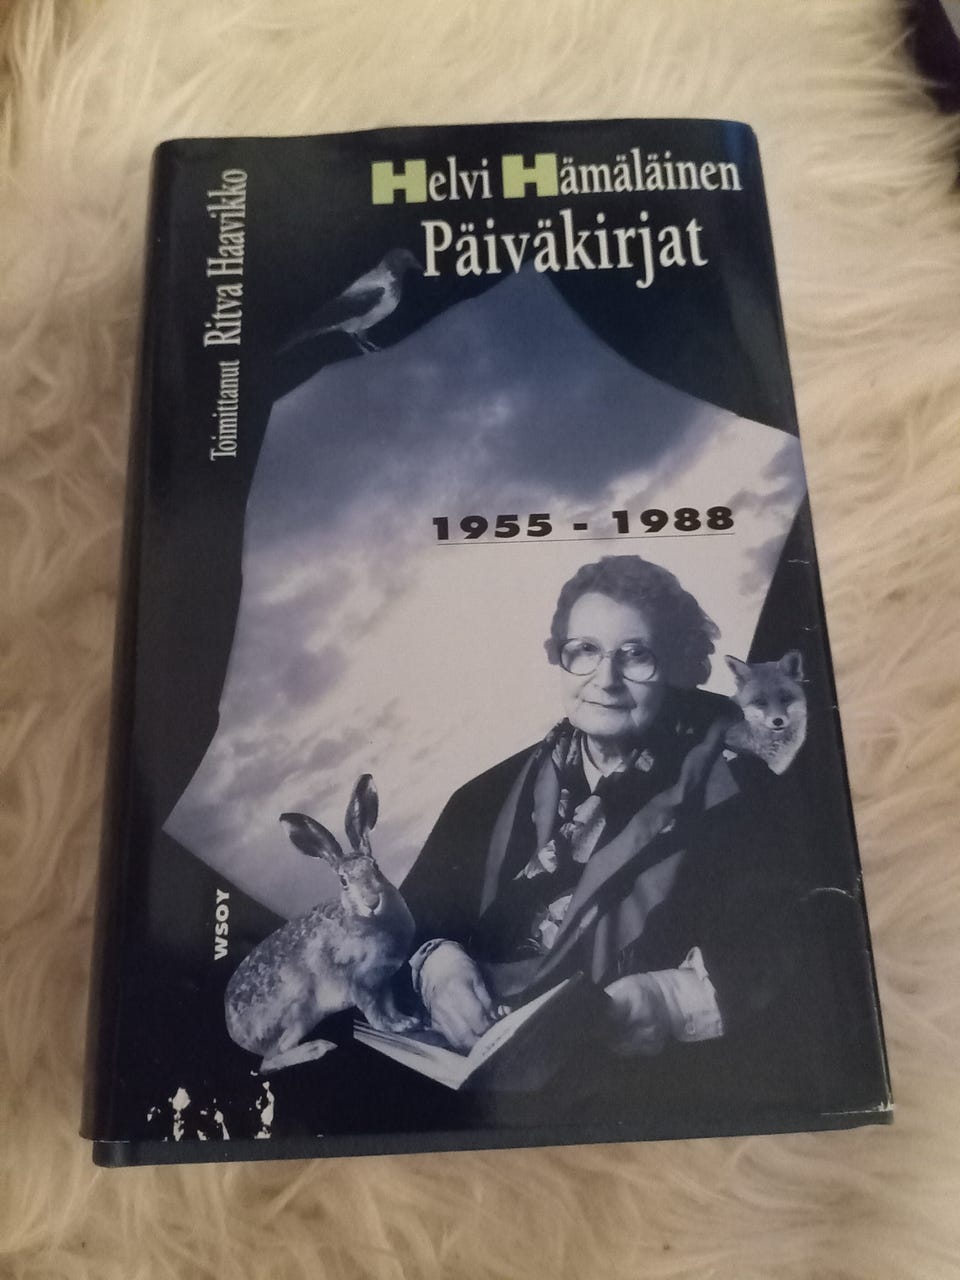 Helvi Hämäläinen
Päiväkirjat
Toimittanut Ritva Haavikko
1955 - 1988
WSOY